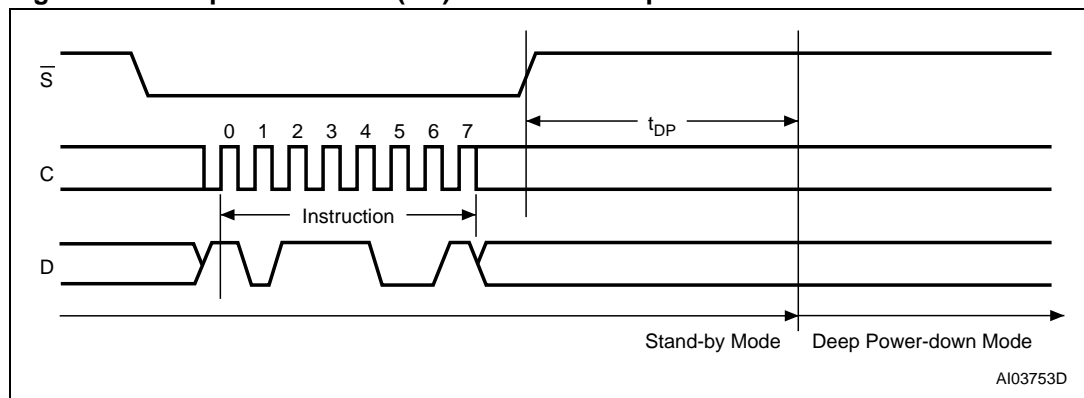 S
0 1 2 3 4 5 6 7
tDP
C
Instruction
D
Stand-by Mode Deep Power-down Mode
AI03753D